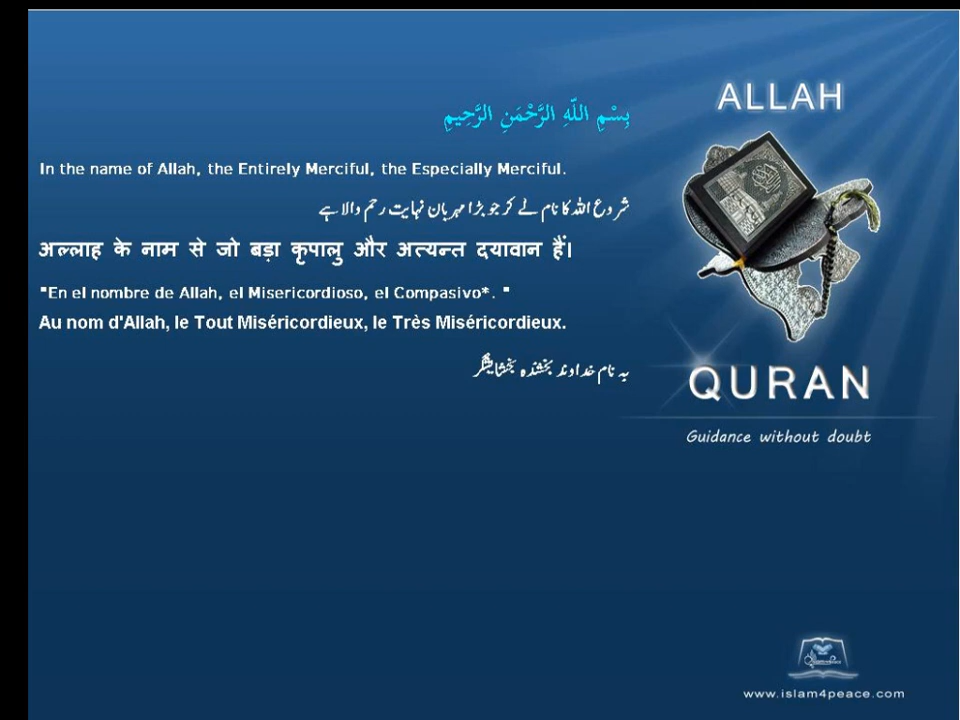 بِسْمِ اللّهِ الرَّحْمَنِ الرَّحِيمِ
In the name of Allah, the Entirely Merciful, the Especially Merciful.
شروع الله کا نام لے کر جو بڑا مہربان نہایت رحم والا ہے
अल्लाह के नाम से जो बड़ा कृपालु और अत्यन्त दयावान हैं।
"En el nombre de Allah, el Misericordioso, el Compasivo*. "
Au nom d'Allah, le Tout Miséricordieux, le Très Miséricordieux.
به نام خداوند بخشنده بخشایشگر
ALLAH
QURAN
Guidance without doubt
www.islam4peace.com